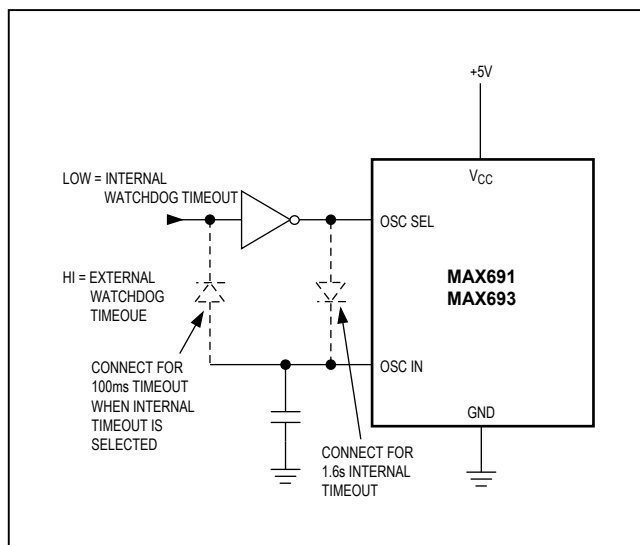 +5V
VCC
LOW = INTERNAL
WATCHDOG TIMEOUT
OSC SEL
MAX691
MAX693
HI = EXTERNAL
WATCHDOG
TIMEOUE
OSC IN
CONNECT FOR
100ms TIMEOUT
WHEN INTERNAL
TIMEOUT IS
SELECTED
GND
CONNECT FOR
1.6s INTERNAL
TIMEOUT